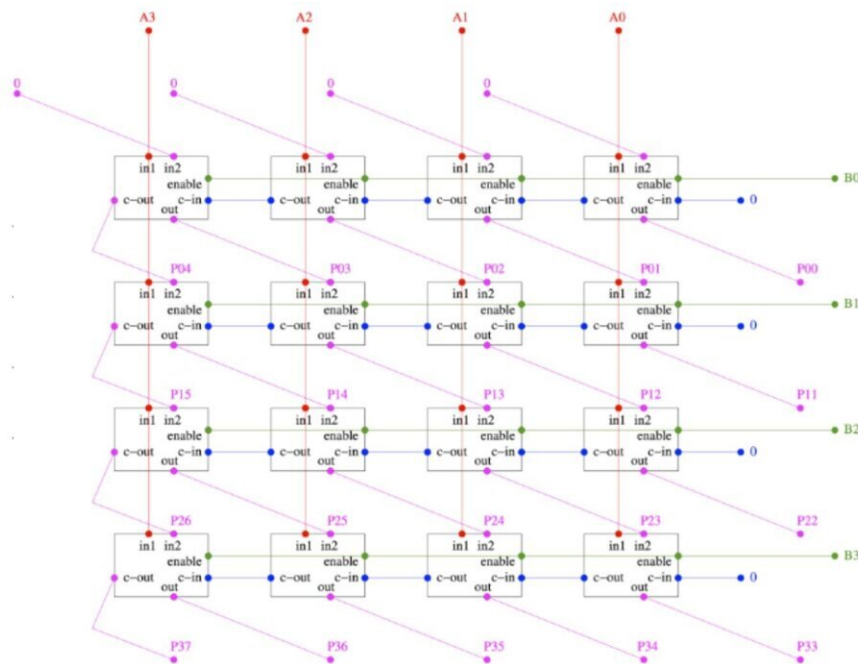 A3 A2 A1 A0
0 0 0 0
in1 in2 in1 in2 in1 in2 in1 in2
enable enable enable enable B0
c-out c-in c-out c-in c-out c-in c-out c-in 0
out out out out
P04 P03 P02 P01 P00
in1 in2 in1 in2 in1 in2 in1 in2
enable enable enable enable B1
c-out c-in c-out c-in c-out c-in c-out c-in 0
out out out out
P15 P14 P13 P12 P11
in1 in2 in1 in2 in1 in2 in1 in2
enable enable enable enable B2
c-out c-in c-out c-in c-out c-in c-out c-in 0
out out out out
P26 P25 P24 P23 P22
in1 in2 in1 in2 in1 in2 in1 in2
enable enable enable enable B3
c-out c-in c-out c-in c-out c-in c-out c-in 0
out out out out
P37 P36 P35 P34 P33